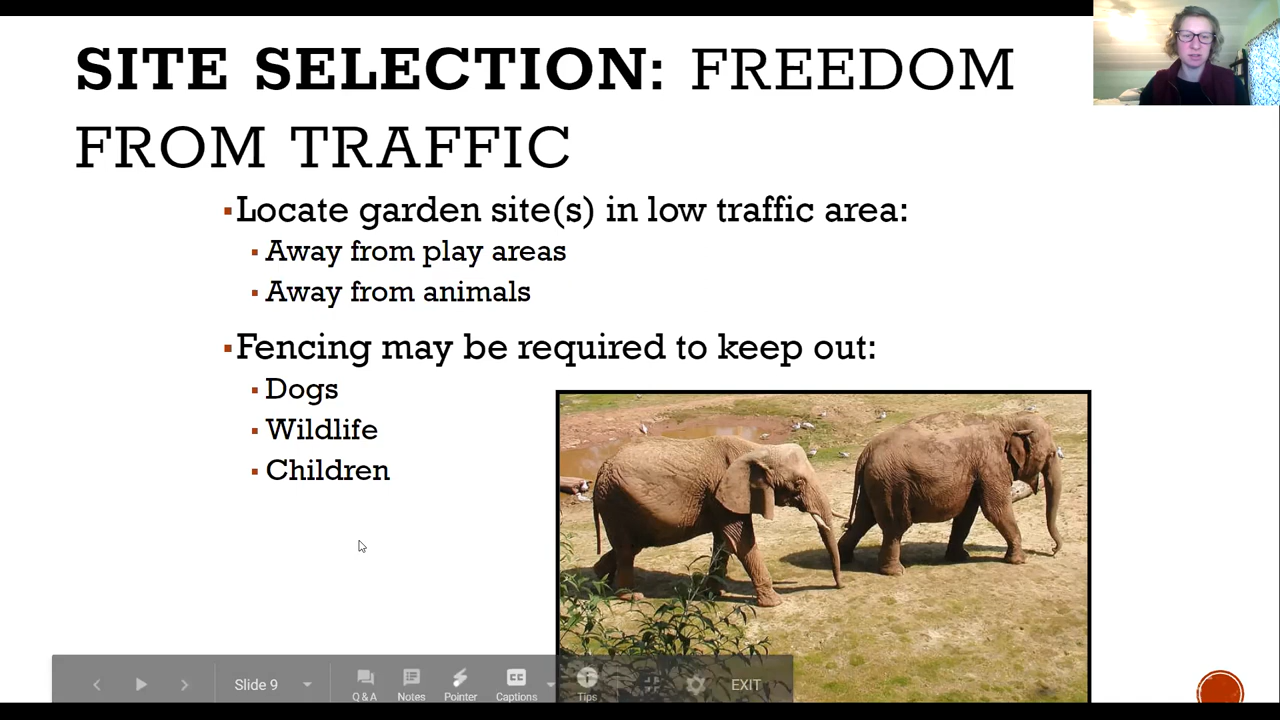 SITE SELECTION: FREEDOM
FROM TRAFFIC
▪Locate garden site(s) in low traffic area:
▪ Away from play areas
▪ Away from animals
▪Fencing may be required to keep out:
▪ Dogs
▪ Wildlife
▪ Children
Slide 9
Q & A
Notes
Pointer
CC
Captions
Tips
EXIT